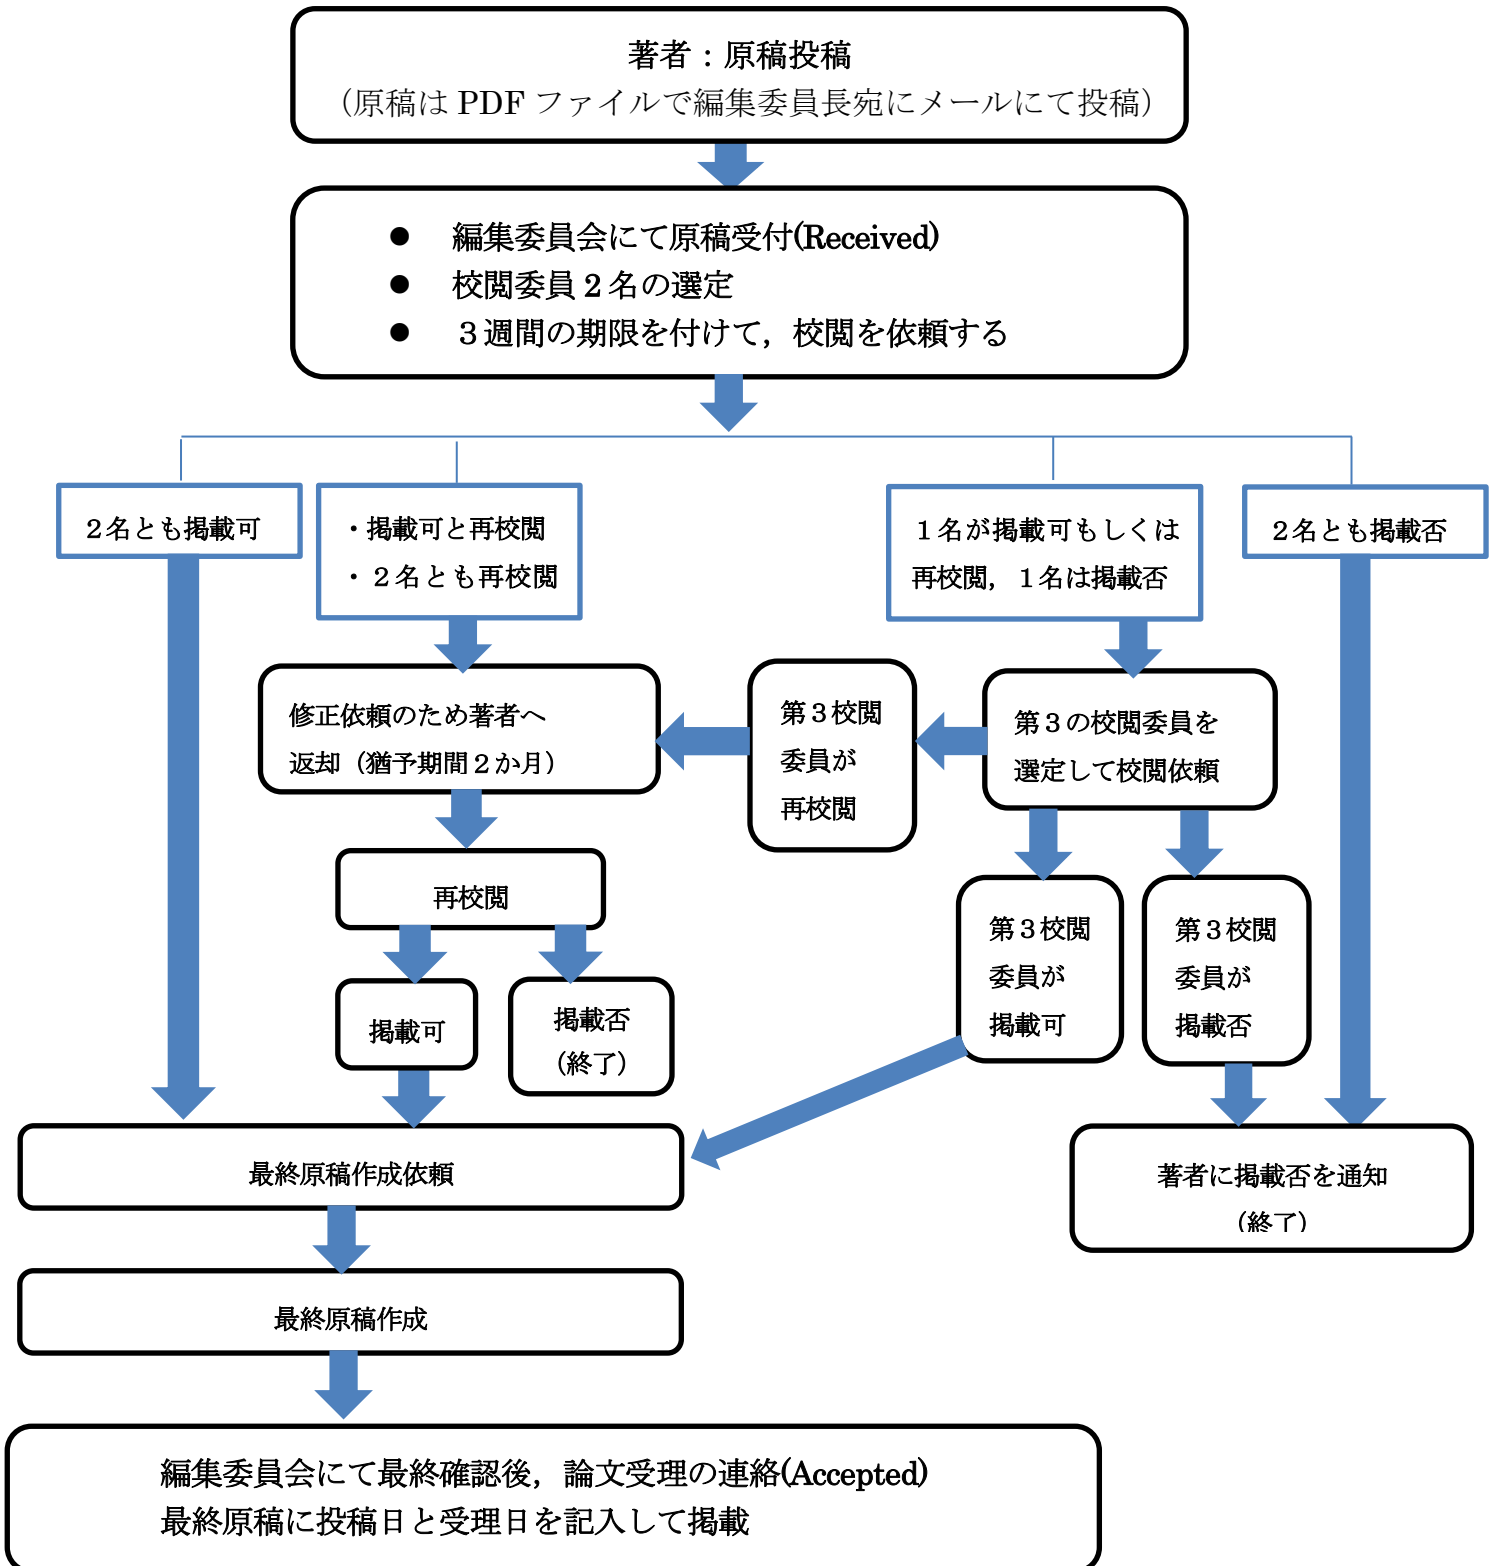 著者：原稿投稿
（原稿は PDF ファイルで編集委員長宛にメールにて投稿）
● 編集委員会にて原稿受付(Received)
● 校閲委員２名の選定
● ３週間の期限を付けて，校閲を依頼する
２名とも掲載可
・掲載可と再校閲
・２名とも再校閲
１名が掲載可もしくは
再校閲，１名は掲載否
２名とも掲載否
修正依頼のため著者へ
返却（猶予期間２か月）
第３校閲
委員が
再校閲
第３の校閲委員を
選定して校閲依頼
再校閲
掲載可
掲載否
（終了）
第３校閲
委員が
掲載可
第３校閲
委員が
掲載否
最終原稿作成依頼
著者に掲載否を通知
（終了）
最終原稿作成
編集委員会にて最終確認後，論文受理の連絡(Accepted)
最終原稿に投稿日と受理日を記入して掲載